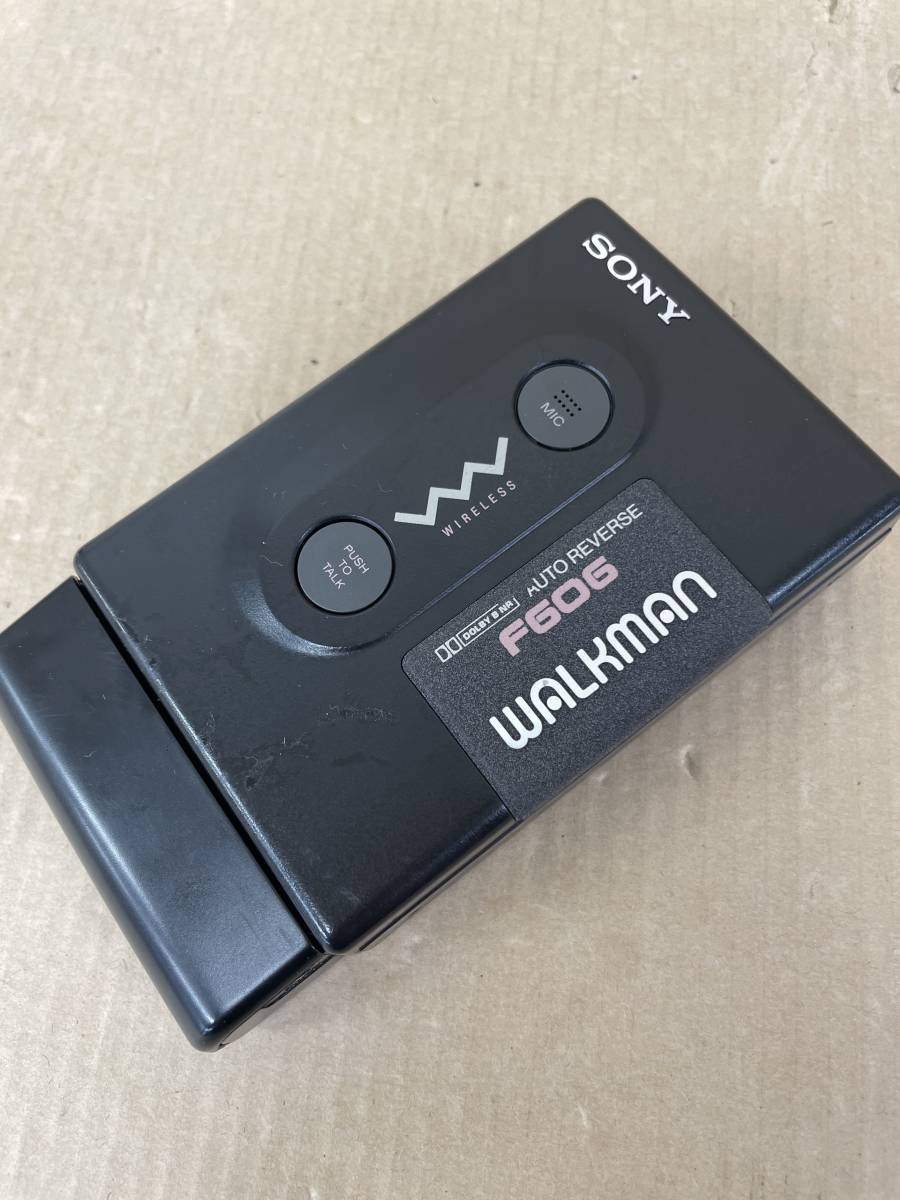 SONY
MIC
WIRELESS
PUSH
TO
TALK
DOLBY B NR
AUTO REVERSE
F606
WALKMAN